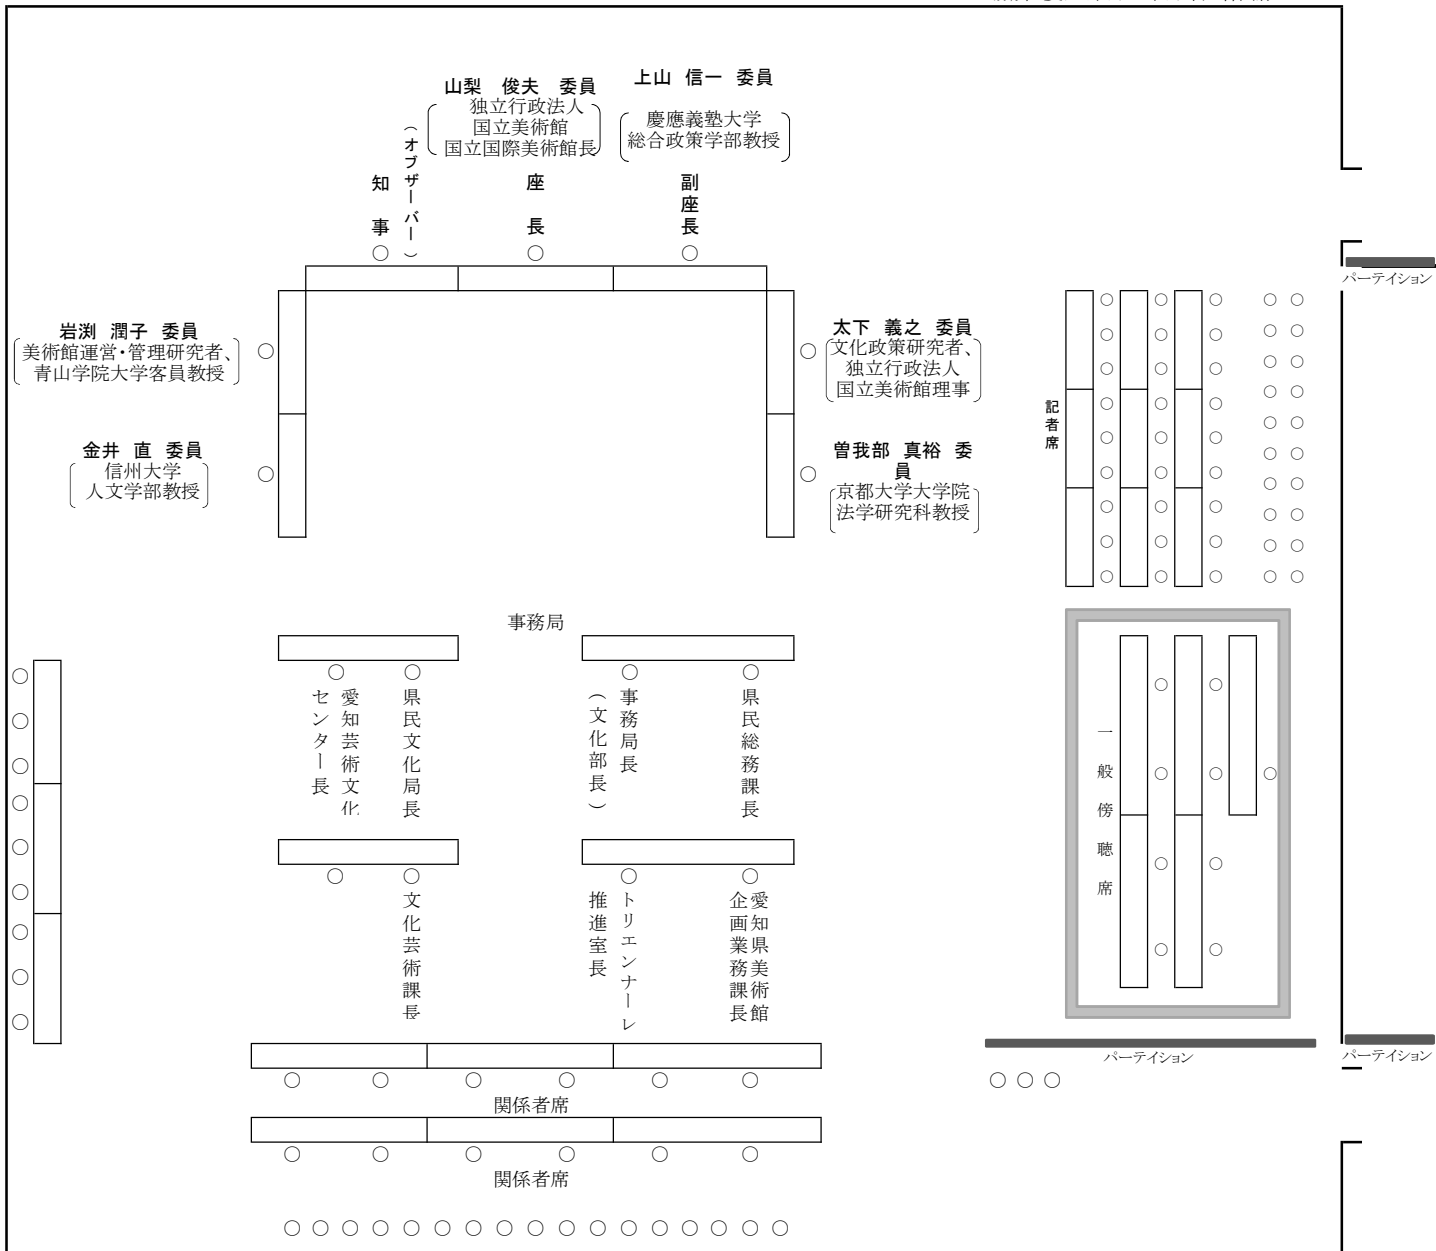 山梨 俊夫 委員
独立行政法人
国立美術館
国立国際美術館長
上山 信一 委員
慶應義塾大学
総合政策学部教授
知事
（オブザーバー）
座長
副座長
岩渕 潤子 委員
美術館運営・管理研究者、
青山学院大学客員教授
金井 直 委員
信州大学
人文学部教授
太下 義之 委員
文化政策研究者、
独立行政法人
国立美術館理事
曽我部 真裕 委
員
京都大学大学院
法学研究科教授
記者席
パーテイション
事務局
愛知芸術文化
センター長
県民文化局長
事務局長
（文化部長）
県民総務課長
文化芸術課長
トリエンナーレ
推進室長
愛知県美術館
企画業務課長
一般傍聴席
パーテイション
パーテイション
関係者席
関係者席